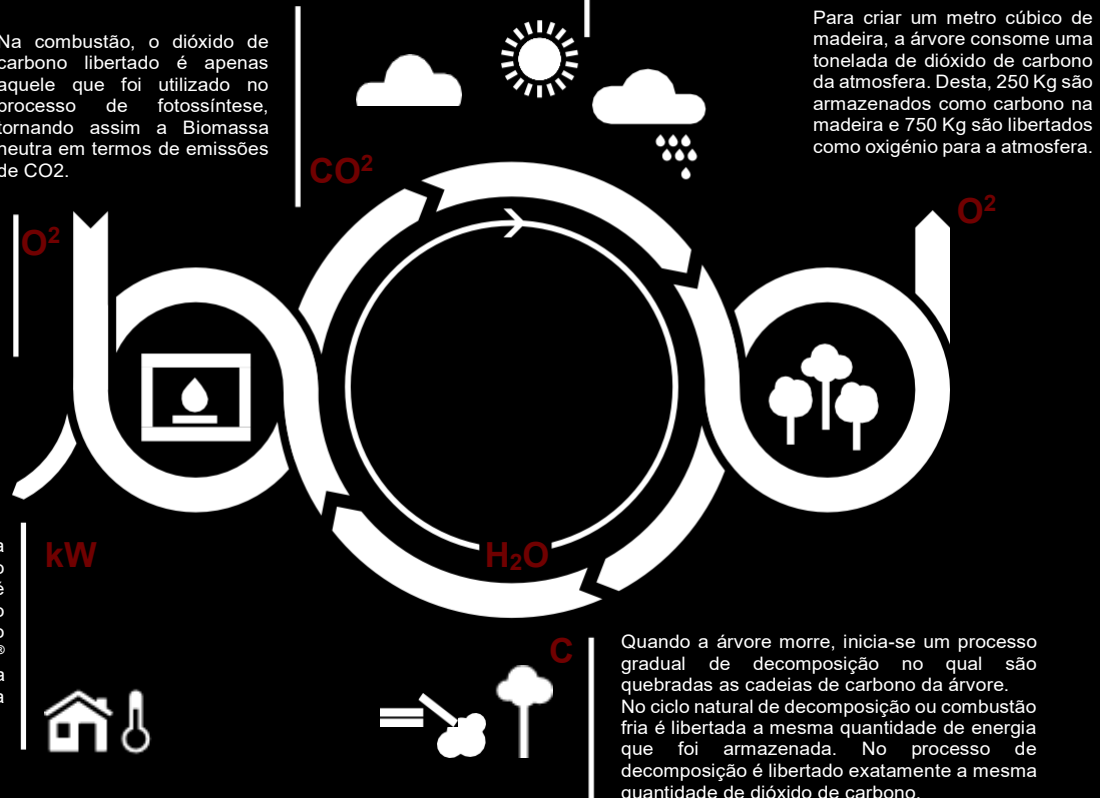 Na combustão, o dióxido de
carbono libertado é apenas
aquele que foi utilizado no
processo de fotossíntese,
tornando assim a Biomassa
neutra em termos de emissões
de CO2.
Para criar um metro cúbico de
madeira, a árvore consome uma
tonelada de dióxido de carbono
da atmosfera. Desta, 250 Kg são
armazenados como carbono na
madeira e 750 Kg são libertados
como oxigénio para a atmosfera.
CO²
O²
O²
kW
H₂O
a
o
é
o
o
®
a
a
C
Quando a árvore morre, inicia-se um processo
gradual de decomposição no qual são
quebradas as cadeias de carbono da árvore.
No ciclo natural de decomposição ou combustão
fria é libertada a mesma quantidade de energia
que foi armazenada. No processo de
decomposição é libertado exatamente a mesma
quantidade de dióxido de carbono.